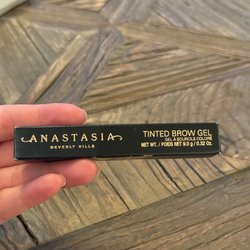 ANASTASIA
BEVERLY HILLS
TINTED BROW GEL
GEL À SOURCILS COLORÉ
NET WT. / POIDS NET 9.0 g / 0.32 Oz.